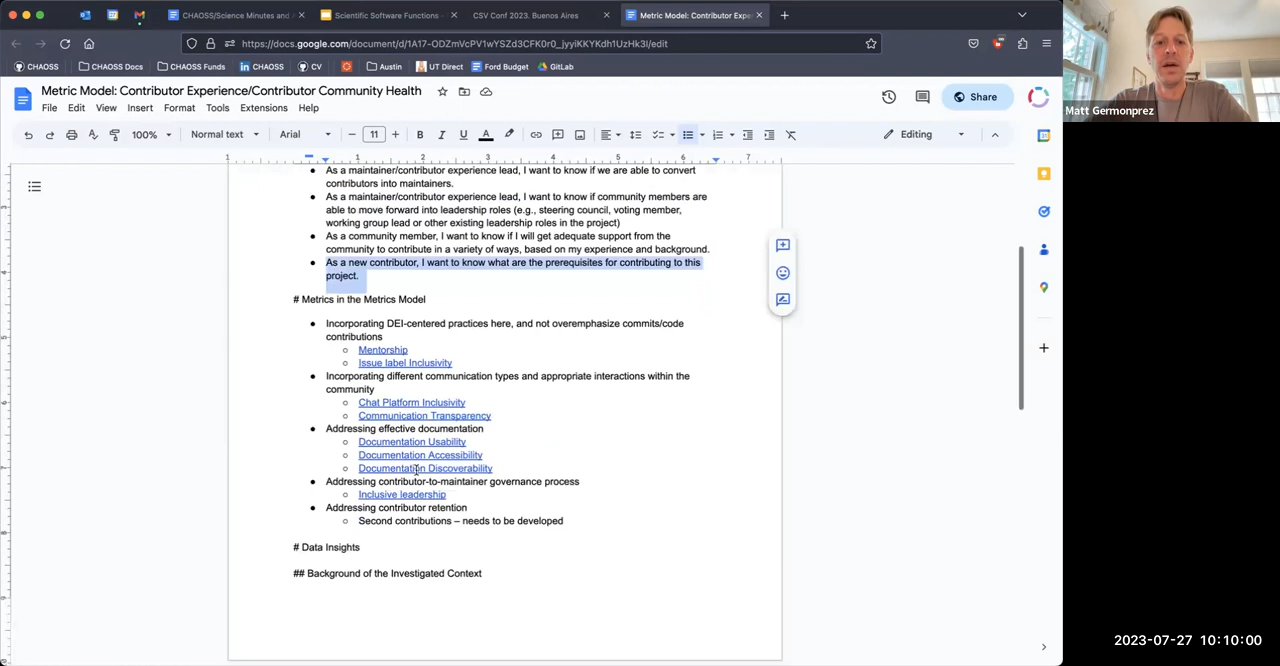 CHAOSS/Science Minutes and
Scientific Software Functions -
CSV Conf 2023. Buenos Aires
Metric Model: Contributor Expe
https://docs.google.com/document/d/1A17-ODZmVcPV1wYSZd3CFK0r0_jyyiKKYKdh1UzHk3I/edit
CHAOSS
CHAOSS Docs
CHAOSS Funds
CHAOSS
CV
Austin
UT Direct
Ford Budget
GitLab
Metric Model: Contributor Experience/Contributor Community Health
File Edit View Insert Format Tools Extensions Help
Share
100%
Normal text
Arial
11
Editing
1 1 2 3 4 5 6 7
As a maintainer/contributor experience lead, I want to know if we are able to convert
contributors into maintainers.
As a maintainer/contributor experience lead, I want to know if community members are
able to move forward into leadership roles (e.g., steering council, voting member,
working group lead or other existing leadership roles in the project)
As a community member, I want to know if I will get adequate support from the
community to contribute in a variety of ways, based on my experience and background.
As a new contributor, I want to know what are the prerequisites for contributing to this
project.
# Metrics in the Metrics Model
Incorporating DEI-centered practices here, and not overemphasize commits/code
contributions
Mentorship
Issue label Inclusivity
Incorporating different communication types and appropriate interactions within the
community
Chat Platform Inclusivity
Communication Transparency
Addressing effective documentation
Documentation Usability
Documentation Accessibility
Documentation Discoverability
Addressing contributor-to-maintainer governance process
Inclusive leadership
Addressing contributor retention
Second contributions – needs to be developed
# Data Insights
## Background of the Investigated Context
Matt Germonprez
2023-07-27 10:10:00